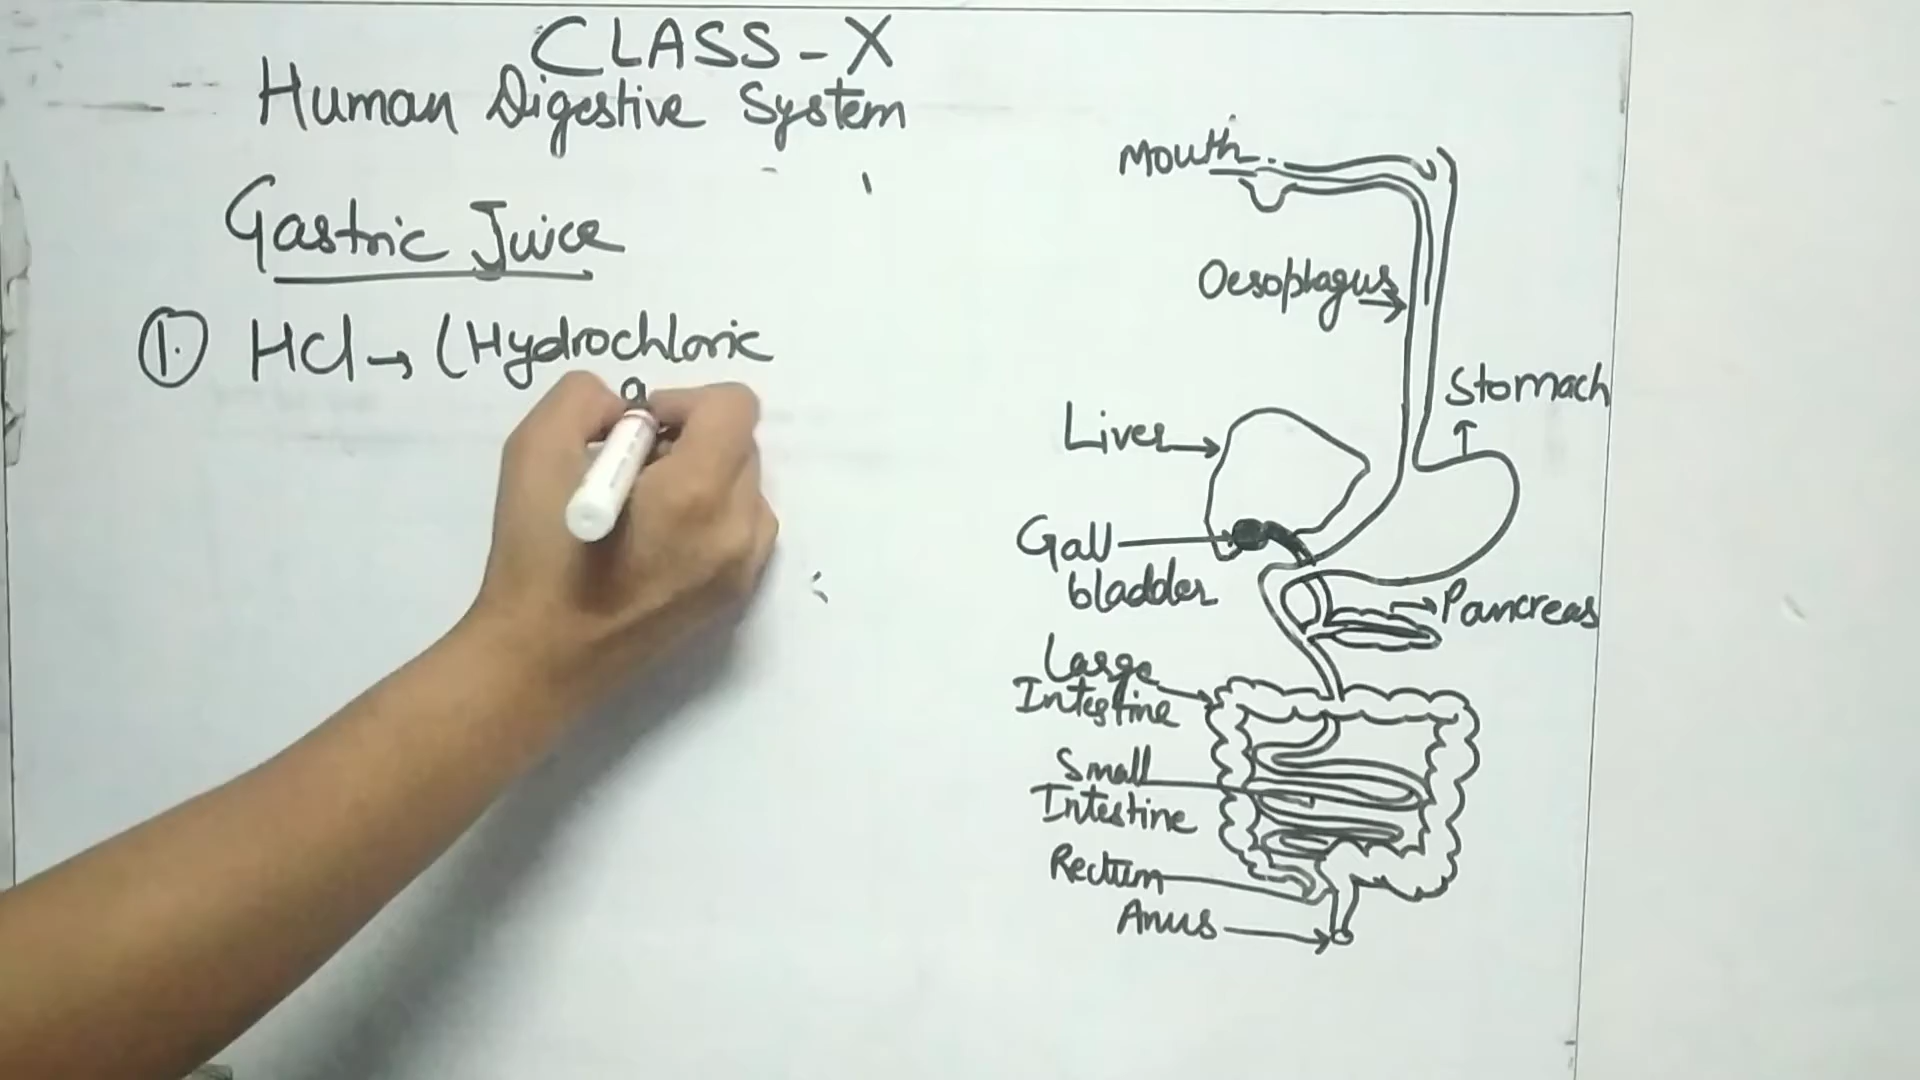 CLASS-X
Human Digestive System
Gastric Juice
1. HCl → (Hydrochloric
a
Mouth
Oesophagus
Stomach
Liver
Gall
bladder
Pancreas
Large
Intestine
Small
Intestine
Rectum
Anus